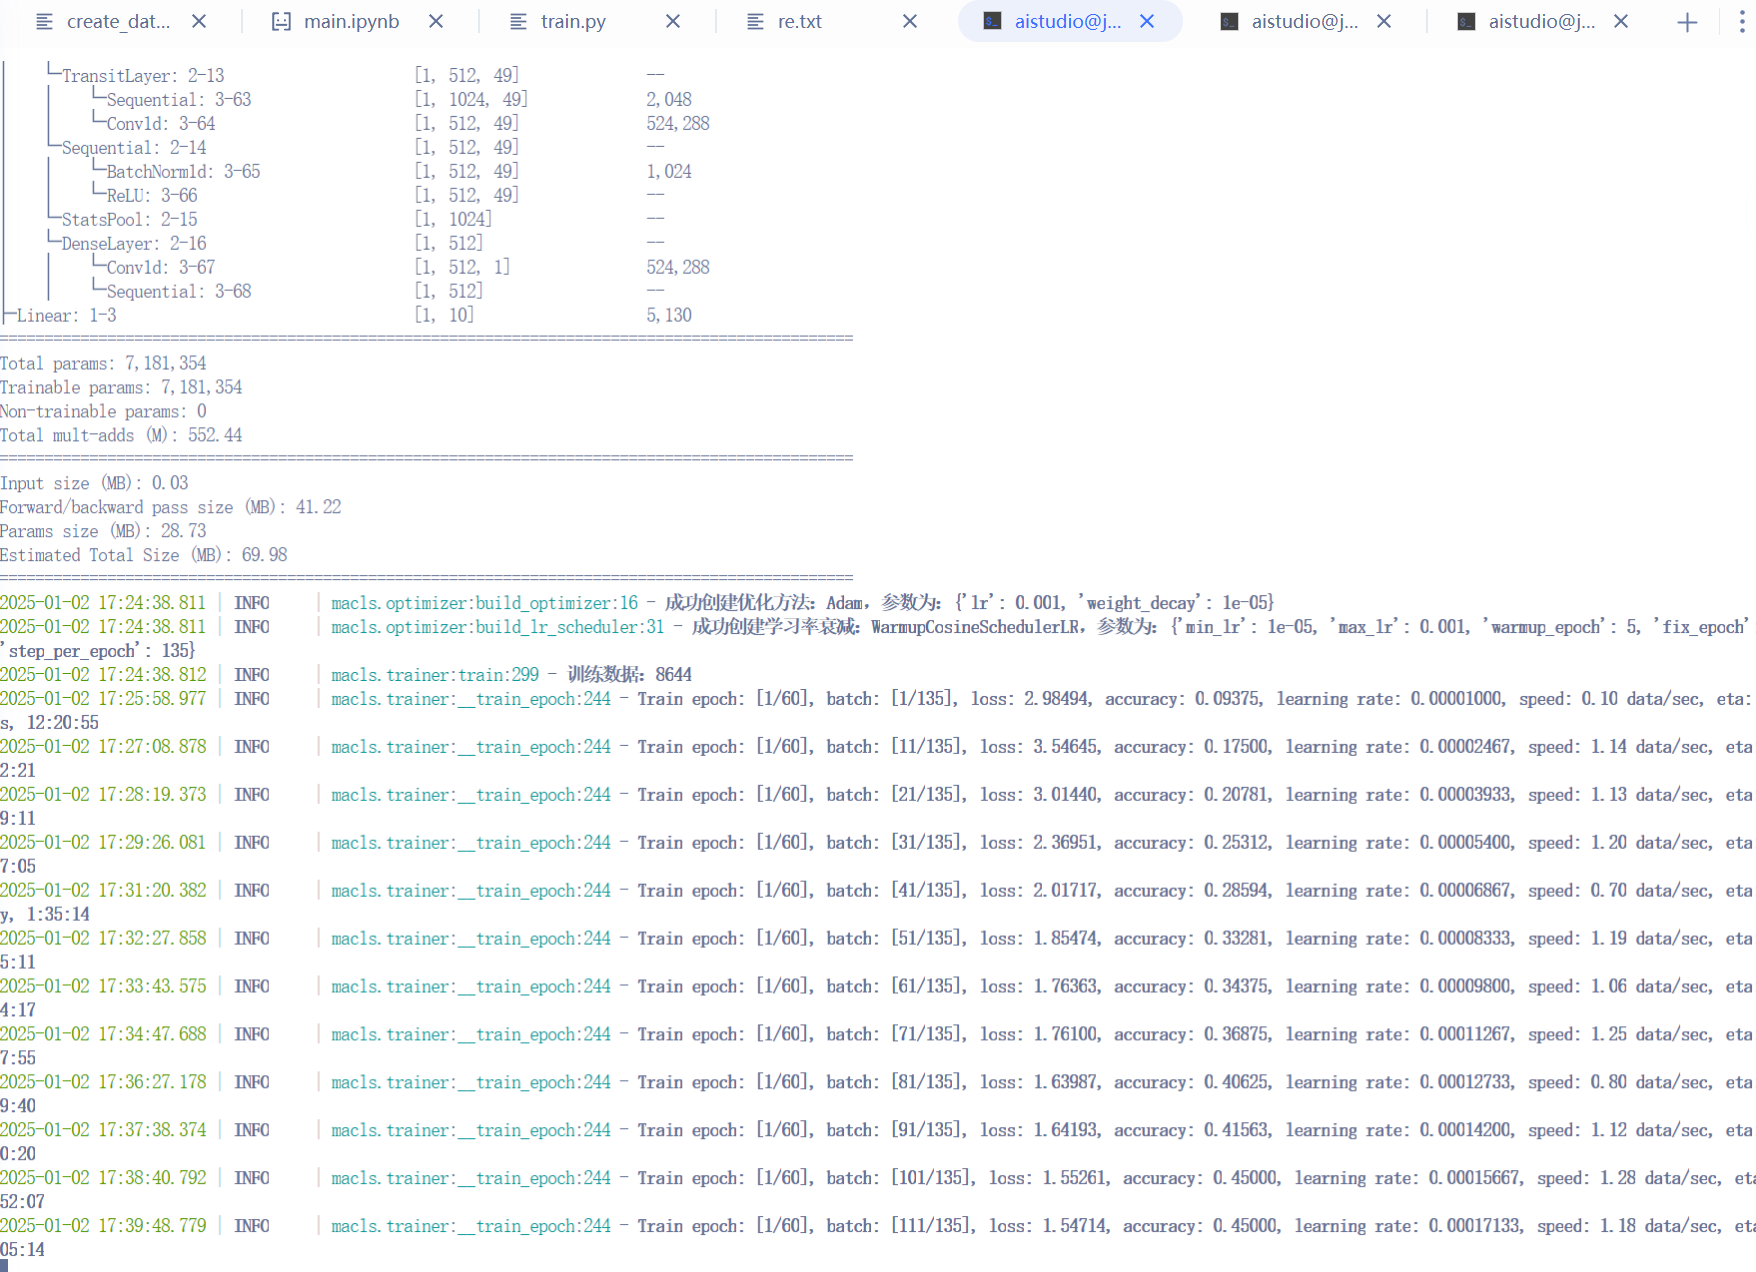 create_dat... main.ipynb train.py re.txt aistudio@j... aistudio@j... aistudio@j...
└─TransitLayer: 2-13 [1, 512, 49] --
└─Sequential: 3-63 [1, 1024, 49] 2,048
└─Conv1d: 3-64 [1, 512, 49] 524,288
└─Sequential: 2-14 [1, 512, 49] --
└─BatchNorm1d: 3-65 [1, 512, 49] 1,024
└─ReLU: 3-66 [1, 512, 49] --
└─StatsPool: 2-15 [1, 1024] --
└─DenseLayer: 2-16 [1, 512] --
└─Conv1d: 3-67 [1, 512, 1] 524,288
└─Sequential: 3-68 [1, 512] --
├─Linear: 1-3 [1, 10] 5,130
Total params: 7,181,354
Trainable params: 7,181,354
Non-trainable params: 0
Total mult-adds (M): 552.44
Input size (MB): 0.03
Forward/backward pass size (MB): 41.22
Params size (MB): 28.73
Estimated Total Size (MB): 69.98
2025-01-02 17:24:38.811 | INFO | macls.optimizer:build_optimizer:16 - 成功创建优化方法：Adam，参数为：{'lr': 0.001, 'weight_decay': 1e-05}
2025-01-02 17:24:38.811 | INFO | macls.optimizer:build_lr_scheduler:31 - 成功创建学习率衰减：WarmupCosineSchedulerLR，参数为：{'min_lr': 1e-05, 'max_lr': 0.001, 'warmup_epoch': 5, 'fix_epoch'
'step_per_epoch': 135}
2025-01-02 17:24:38.812 | INFO | macls.trainer:train:299 - 训练数据：8644
2025-01-02 17:25:58.977 | INFO | macls.trainer:__train_epoch:244 - Train epoch: [1/60], batch: [1/135], loss: 2.98494, accuracy: 0.09375, learning rate: 0.00001000, speed: 0.10 data/sec, eta:
s, 12:20:55
2025-01-02 17:27:08.878 | INFO | macls.trainer:__train_epoch:244 - Train epoch: [1/60], batch: [11/135], loss: 3.54645, accuracy: 0.17500, learning rate: 0.00002467, speed: 1.14 data/sec, eta
2:21
2025-01-02 17:28:19.373 | INFO | macls.trainer:__train_epoch:244 - Train epoch: [1/60], batch: [21/135], loss: 3.01440, accuracy: 0.20781, learning rate: 0.00003933, speed: 1.13 data/sec, eta
9:11
2025-01-02 17:29:26.081 | INFO | macls.trainer:__train_epoch:244 - Train epoch: [1/60], batch: [31/135], loss: 2.36951, accuracy: 0.25312, learning rate: 0.00005400, speed: 1.20 data/sec, eta
7:05
2025-01-02 17:31:20.382 | INFO | macls.trainer:__train_epoch:244 - Train epoch: [1/60], batch: [41/135], loss: 2.01717, accuracy: 0.28594, learning rate: 0.00006867, speed: 0.70 data/sec, eta
y, 1:35:14
2025-01-02 17:32:27.858 | INFO | macls.trainer:__train_epoch:244 - Train epoch: [1/60], batch: [51/135], loss: 1.85474, accuracy: 0.33281, learning rate: 0.00008333, speed: 1.19 data/sec, eta
5:11
2025-01-02 17:33:43.575 | INFO | macls.trainer:__train_epoch:244 - Train epoch: [1/60], batch: [61/135], loss: 1.76363, accuracy: 0.34375, learning rate: 0.00009800, speed: 1.06 data/sec, eta
4:17
2025-01-02 17:34:47.688 | INFO | macls.trainer:__train_epoch:244 - Train epoch: [1/60], batch: [71/135], loss: 1.76100, accuracy: 0.36875, learning rate: 0.00011267, speed: 1.25 data/sec, eta
7:55
2025-01-02 17:36:27.178 | INFO | macls.trainer:__train_epoch:244 - Train epoch: [1/60], batch: [81/135], loss: 1.63987, accuracy: 0.40625, learning rate: 0.00012733, speed: 0.80 data/sec, eta
9:40
2025-01-02 17:37:38.374 | INFO | macls.trainer:__train_epoch:244 - Train epoch: [1/60], batch: [91/135], loss: 1.64193, accuracy: 0.41563, learning rate: 0.00014200, speed: 1.12 data/sec, eta
0:20
2025-01-02 17:38:40.792 | INFO | macls.trainer:__train_epoch:244 - Train epoch: [1/60], batch: [101/135], loss: 1.55261, accuracy: 0.45000, learning rate: 0.00015667, speed: 1.28 data/sec, eta
52:07
2025-01-02 17:39:48.779 | INFO | macls.trainer:__train_epoch:244 - Train epoch: [1/60], batch: [111/135], loss: 1.54714, accuracy: 0.45000, learning rate: 0.00017133, speed: 1.18 data/sec, eta
05:14